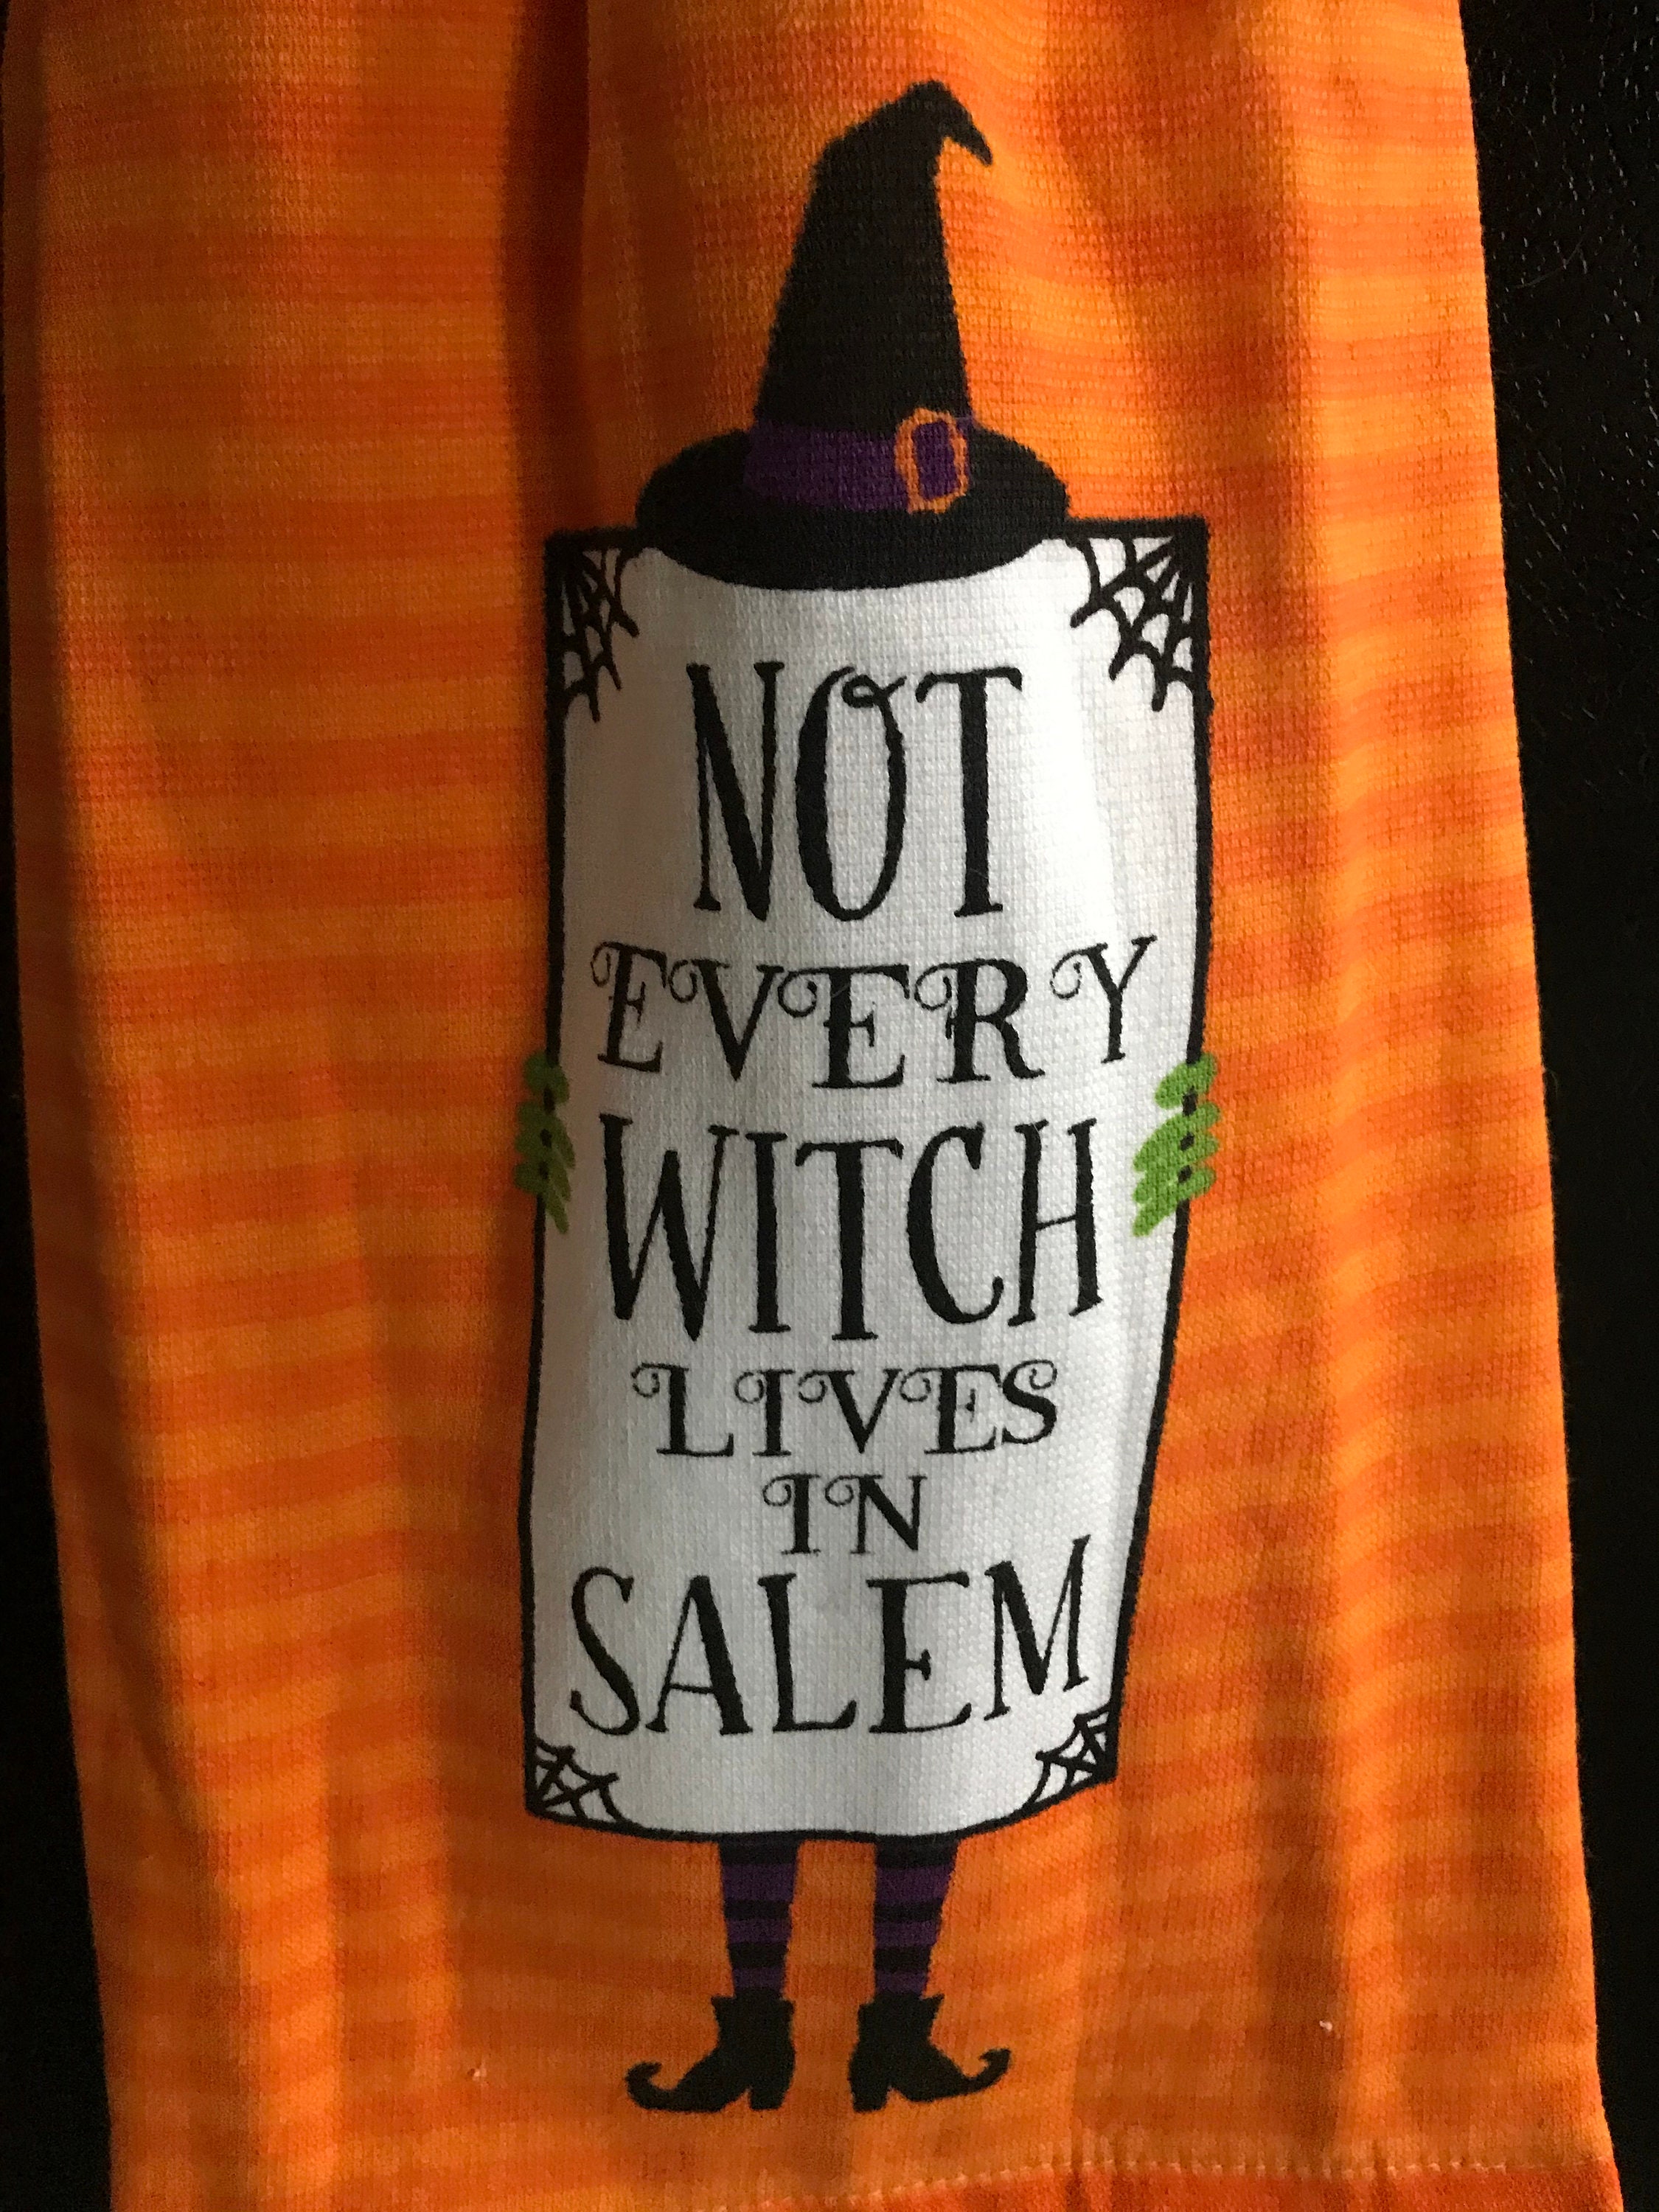 NOT
EVERY
WITCH
LIVES
IN
SALEM